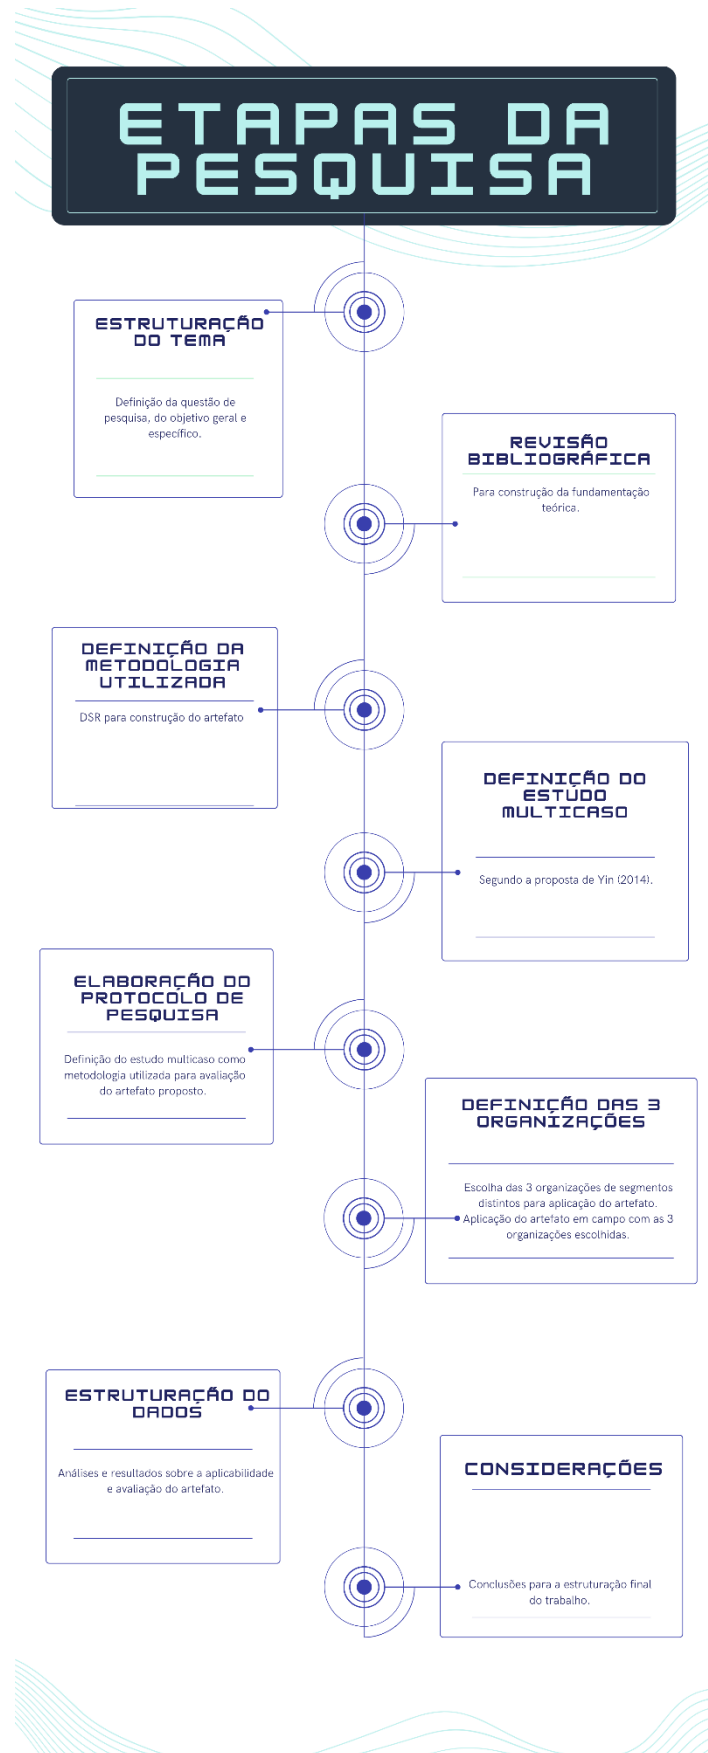 ETAPAS DA
PESQUISA
ESTRUTURAÇÃO
DO TEMA
Definição da questão de
pesquisa, do objetivo geral e
específico.
REVISÃO
BIBLIOGRÁFICA
Para construção da fundamentação
teórica.
DEFINIÇÃO DA
METODOLOGIA
UTILIZADA
DSR para construção do artefato
DEFINIÇÃO DO
ESTUDO
MULTICASO
Segundo a proposta de Yin (2014).
ELABORAÇÃO DO
PROTOCOLO DE
PESQUISA
Definição do estudo multicaso como
metodologia utilizada para avaliação
do artefato proposto.
DEFINIÇÃO DAS 3
ORGANIZAÇÕES
Escolha das 3 organizações de segmentos
distintos para aplicação do artefato.
Aplicação do artefato em campo com as 3
organizações escolhidas.
ESTRUTURAÇÃO DO
DADOS
Análises e resultados sobre a aplicabilidade
e avaliação do artefato.
CONSIDERAÇÕES
Conclusões para a estruturação final
do trabalho.